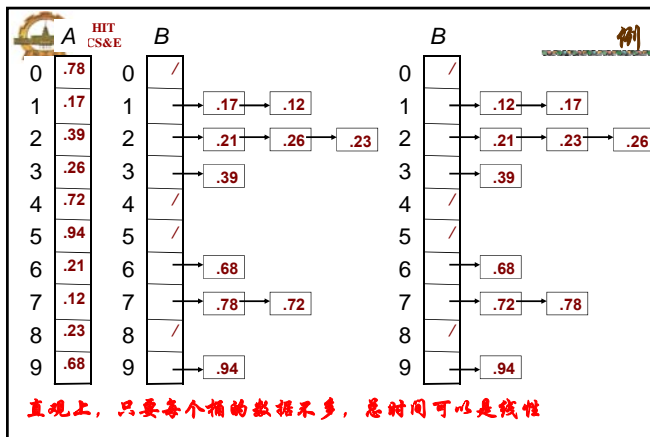 HIT
CS&E
例
A B B
0 .78 0 / 0 /
1 .17 1 .17 .12 1 .12 .17
2 .39 2 .21 .26 .23 2 .21 .23 .26
3 .26 3 .39 3 .39
4 .72 4 / 4 /
5 .94 5 / 5 /
6 .21 6 .68 6 .68
7 .12 7 .78 .72 7 .72 .78
8 .23 8 / 8 /
9 .68 9 .94 9 .94
直观上，只要每个桶的数据不多，总时间可以是线性